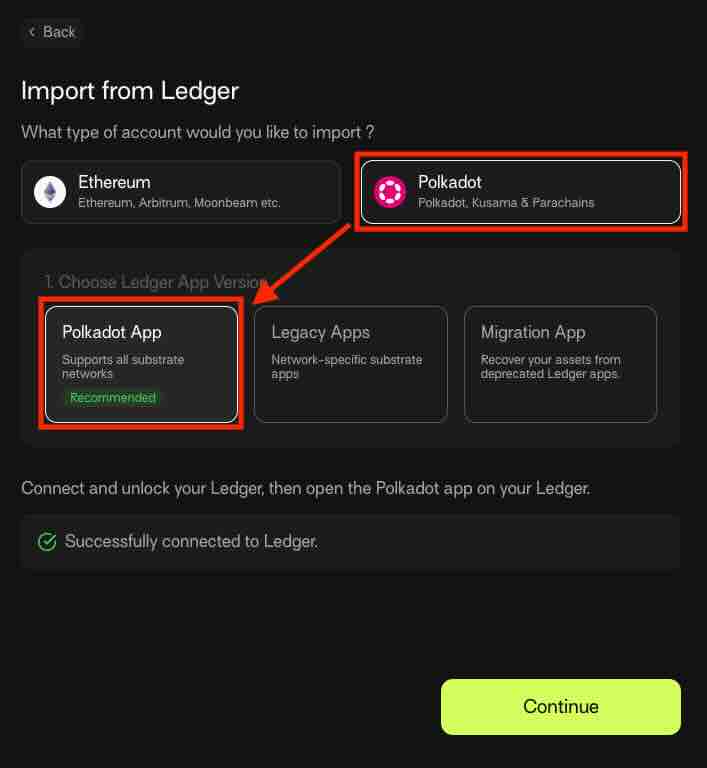 Back
Import from Ledger
What type of account would you like to import ?
Ethereum
Ethereum, Arbitrum, Moonbeam etc.
Polkadot
Polkadot, Kusama & Parachains
1. Choose Ledger App Version
Polkadot App
Supports all substrate
networks
Recommended
Legacy Apps
Network-specific substrate
apps
Migration App
Recover your assets from
deprecated Ledger apps.
Connect and unlock your Ledger, then open the Polkadot app on your Ledger.
Successfully connected to Ledger.
Continue